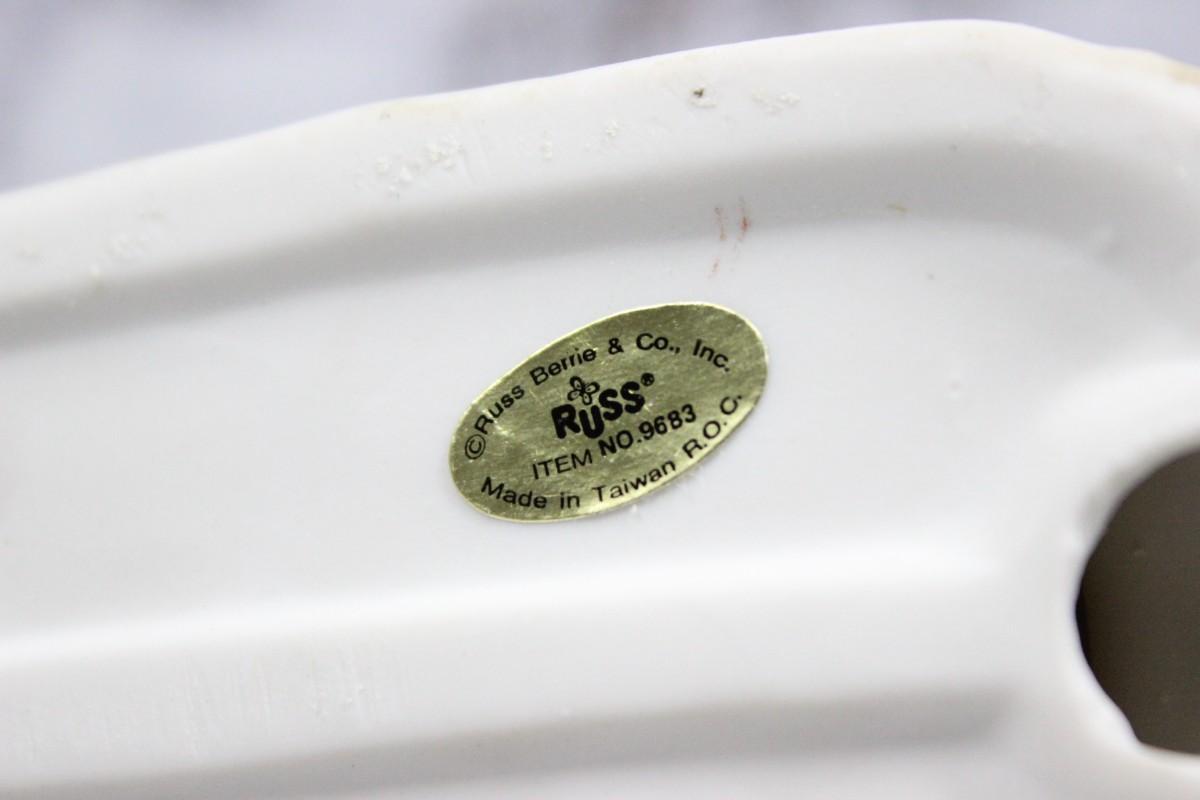 ©Russ Berrie & Co., Inc.
RUSS®
ITEM NO.9683
Made in Taiwan R.O.C.